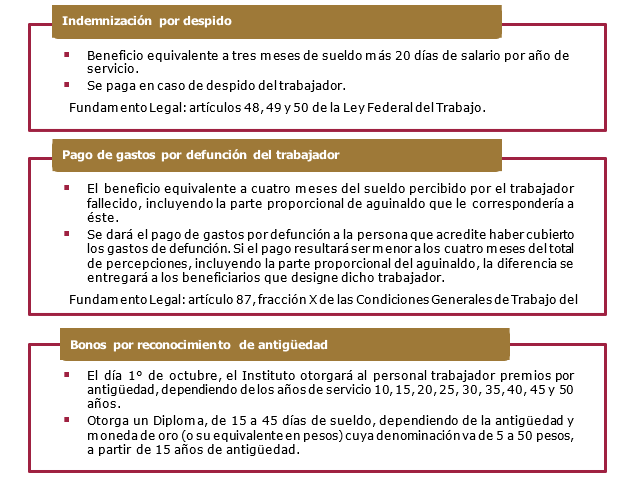 Indemnización por despido
▪ Beneficio equivalente a tres meses de sueldo más 20 días de salario por año de
servicio.
▪ Se paga en caso de despido del trabajador.
Fundamento Legal: artículos 48, 49 y 50 de la Ley Federal del Trabajo.
Pago de gastos por defunción del trabajador
▪ El beneficio equivalente a cuatro meses del sueldo percibido por el trabajador
fallecido, incluyendo la parte proporcional de aguinaldo que le correspondería a
éste.
▪ Se dará el pago de gastos por defunción a la persona que acredite haber cubierto
los gastos de defunción. Si el pago resultará ser menor a los cuatro meses del total
de percepciones, incluyendo la parte proporcional del aguinaldo, la diferencia se
entregará a los beneficiarios que designe dicho trabajador.
Fundamento Legal: artículo 87, fracción X de las Condiciones Generales de Trabajo del
Bonos por reconocimiento de antigüedad
▪ El día 1º de octubre, el Instituto otorgará al personal trabajador premios por
antigüedad, dependiendo de los años de servicio 10, 15, 20, 25, 30, 35, 40, 45 y 50
años.
▪ Otorga un Diploma, de 15 a 45 días de sueldo, dependiendo de la antigüedad y
moneda de oro (o su equivalente en pesos) cuya denominación va de 5 a 50 pesos,
a partir de 15 años de antigüedad.